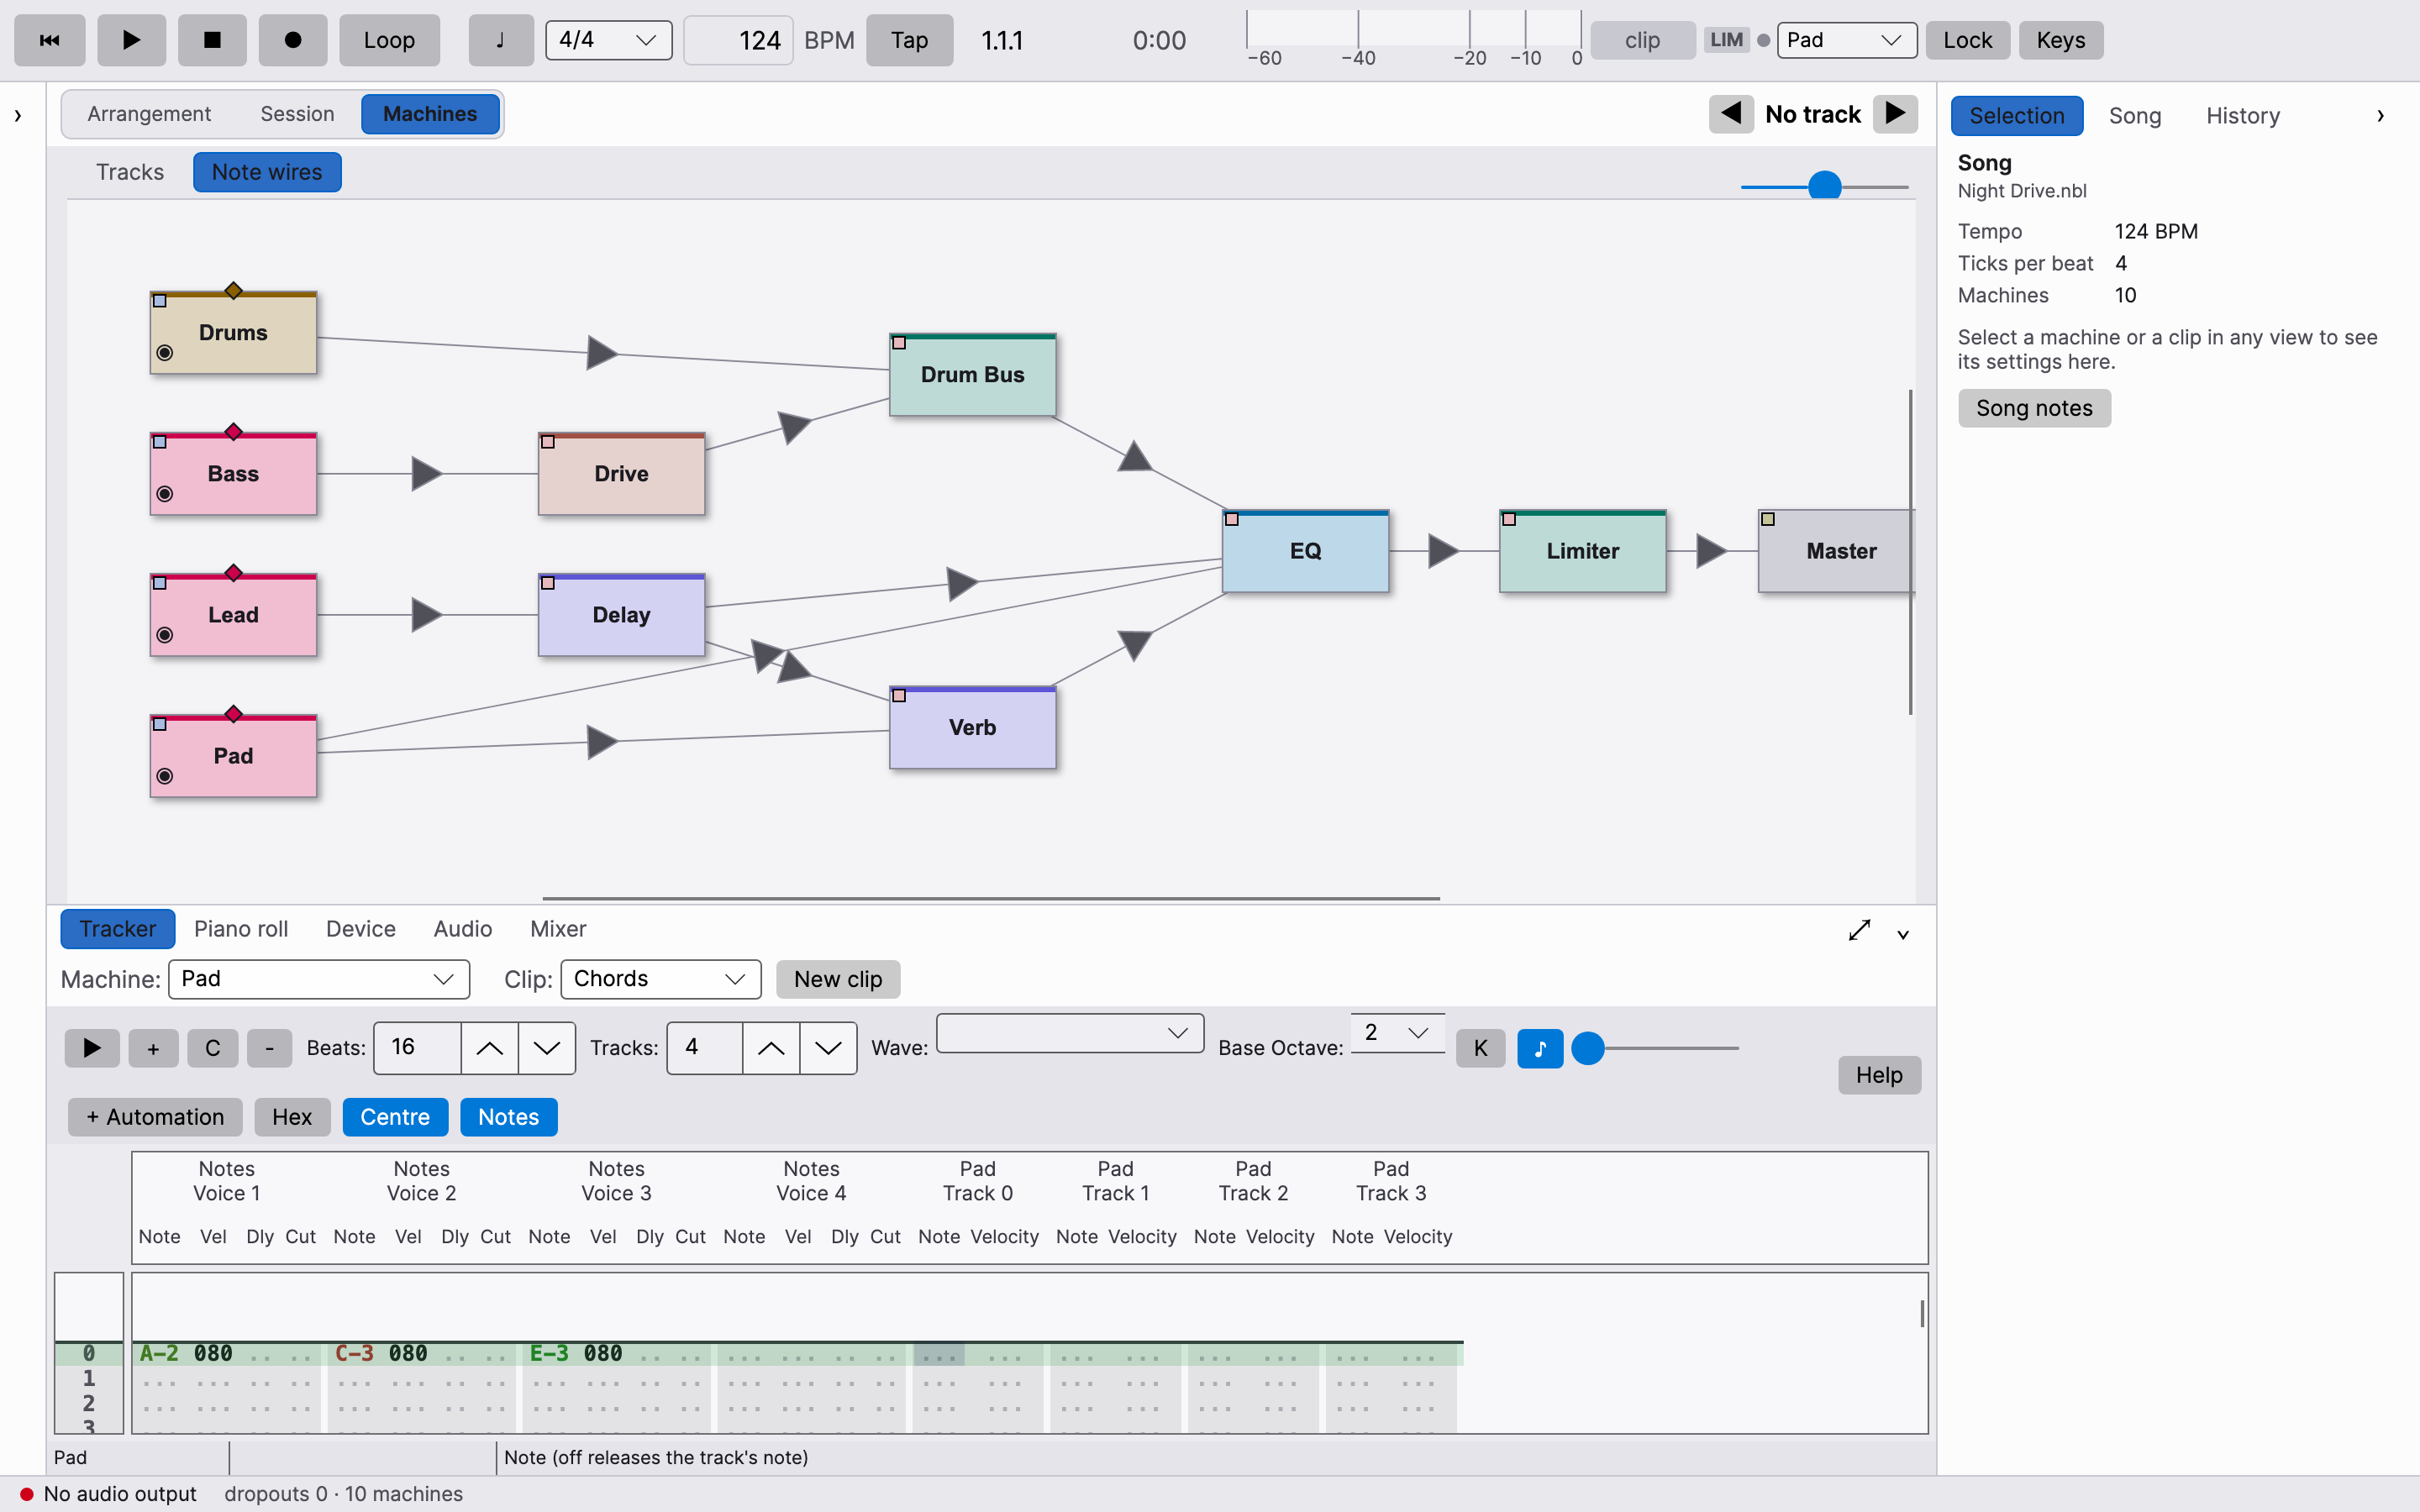 Loop 4/4 124 BPM Tap 1.1.1 0:00 −60 −40 −20 −10 0 clip LIM Pad Lock Keys
Arrangement Session Machines No track
Tracks Note wires
Drums
Bass
Lead
Pad
Drive
Delay
Drum Bus
Verb
EQ
Limiter
Master
Selection Song History
Song
Night Drive.nbl
Tempo 124 BPM
Ticks per beat 4
Machines 10
Select a machine or a clip in any view to see
its settings here.
Song notes
Tracker Piano roll Device Audio Mixer
Machine: Pad Clip: Chords New clip
+ C - Beats: 16 Tracks: 4 Wave: Base Octave: 2 K
Help
+ Automation Hex Centre Notes
Notes Notes Notes Notes Pad Pad Pad Pad
Voice 1 Voice 2 Voice 3 Voice 4 Track 0 Track 1 Track 2 Track 3
Note Vel Dly Cut Note Vel Dly Cut Note Vel Dly Cut Note Vel Dly Cut Note Velocity Note Velocity Note Velocity Note Velocity
0 A−2 080 C−3 080 E−3 080
1
2
3
Pad Note (off releases the track's note)
No audio output dropouts 0 · 10 machines